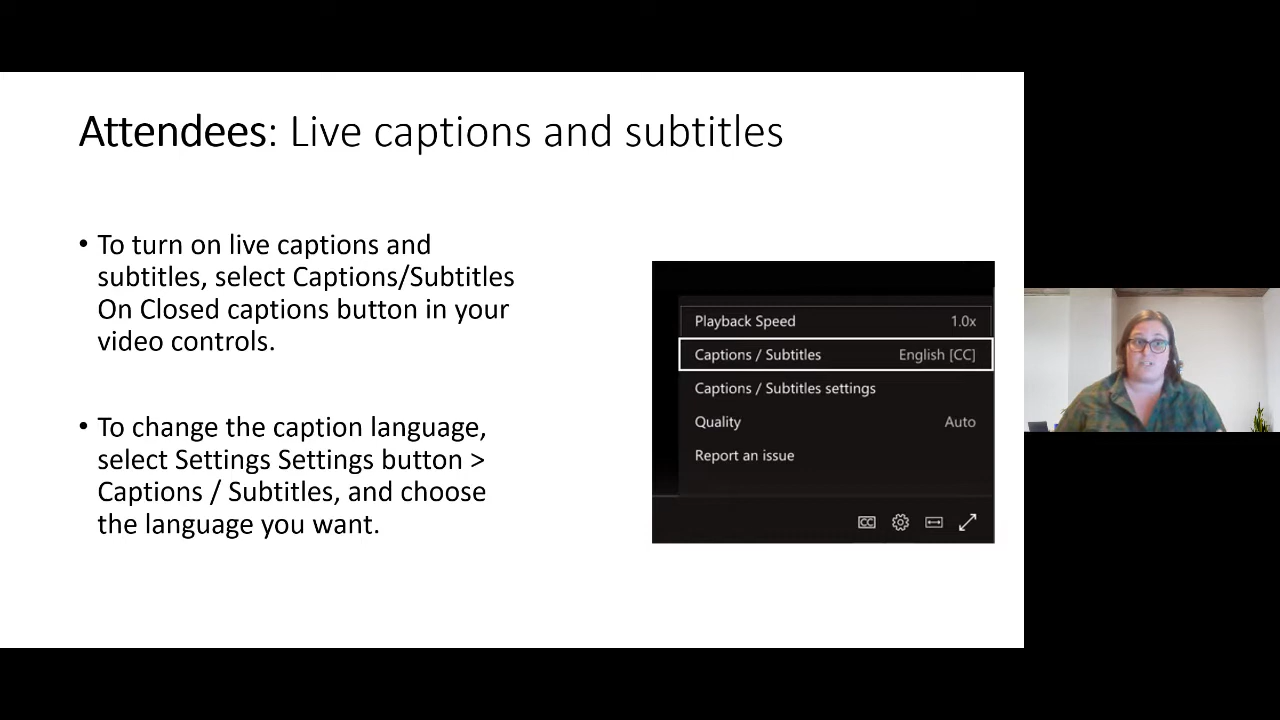 Attendees: Live captions and subtitles
• To turn on live captions and
subtitles, select Captions/Subtitles
On Closed captions button in your
video controls.
• To change the caption language,
select Settings Settings button >
Captions / Subtitles, and choose
the language you want.
Playback Speed 1.0x
Captions / Subtitles English [CC]
Captions / Subtitles settings
Quality Auto
Report an issue
CC